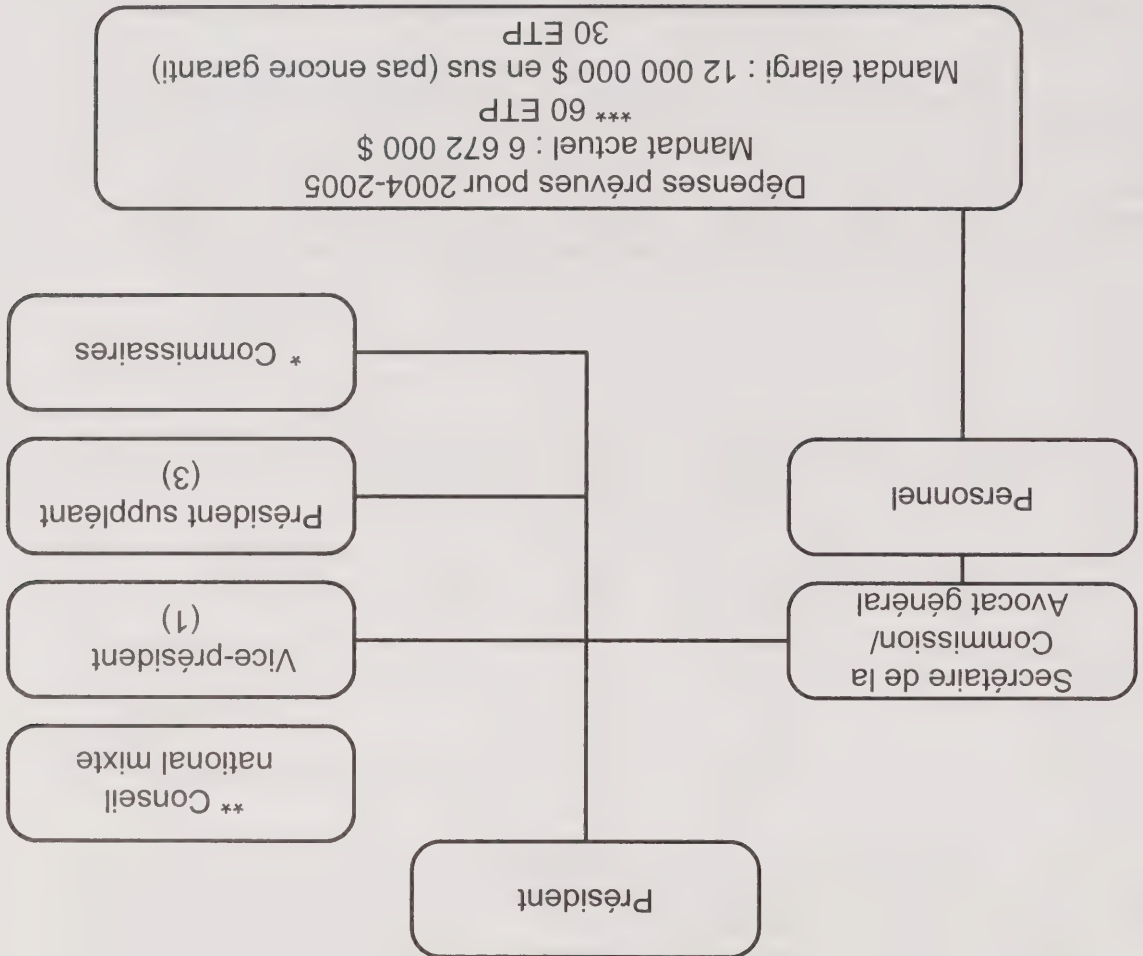 Président
** Conseil
national mixte
Vice-président
(1)
Président suppléant
(3)
* Commissaires
Secrétaire de la
Commission/
Avocat général
Personnel
Dépenses prévues pour 2004-2005
Mandat actuel : 6 672 000 $
*** 60 ETP
Mandat élargi : 12 000 000 $ en sus (pas encore garanti)
30 ETP